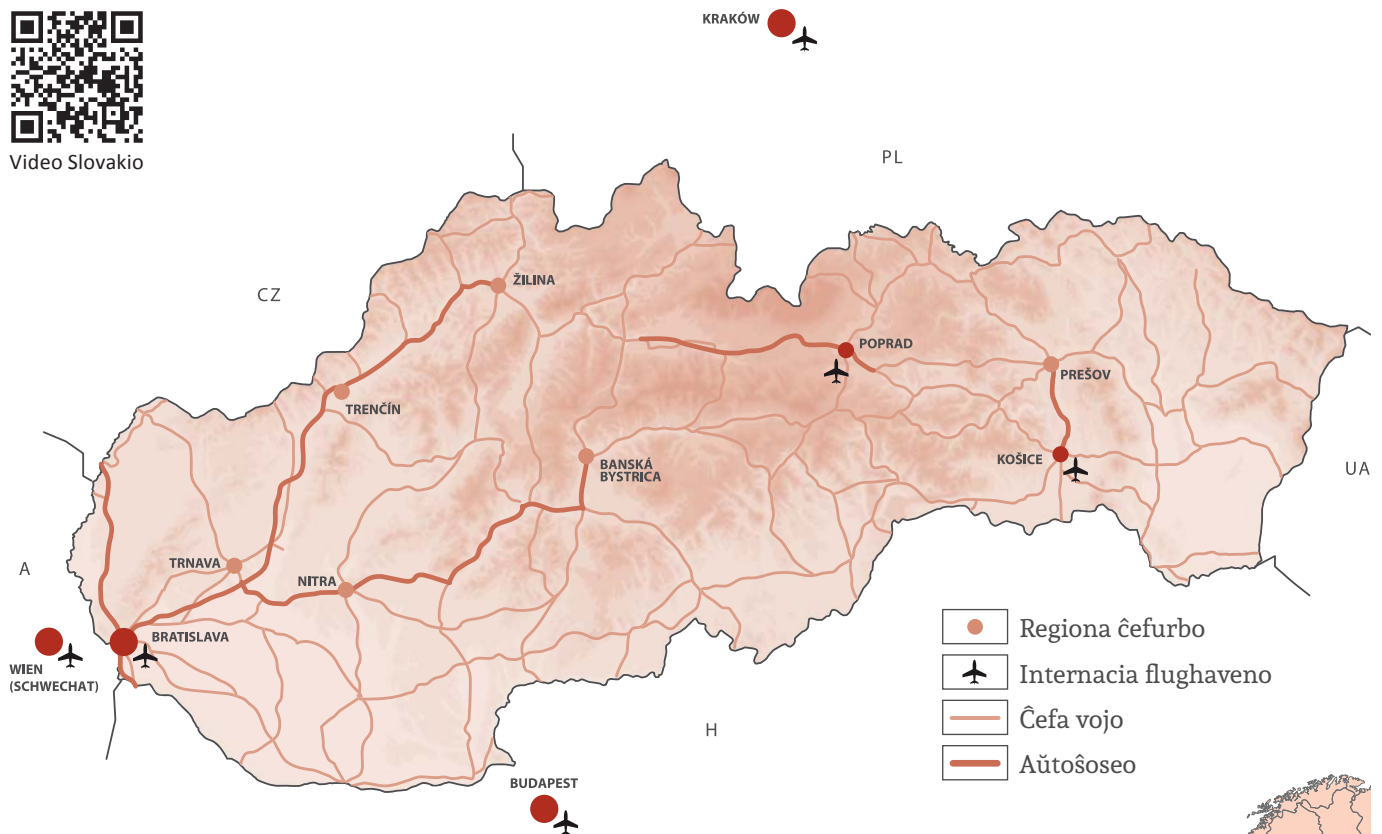 KRAKÓW
Video Slovakio
PL
CZ
ŽILINA
POPRAD
PREŠOV
TRENČÍN
KOŠICE
BANSKÁ
BYSTRICA
UA
A
TRNAVA
NITRA
BRATISLAVA
WIEN
(SCHWECHAT)
H
BUDAPEST
Regiona ĉefurbo
Internacia flughaveno
Ĉefa vojo
Aŭtoŝoseo